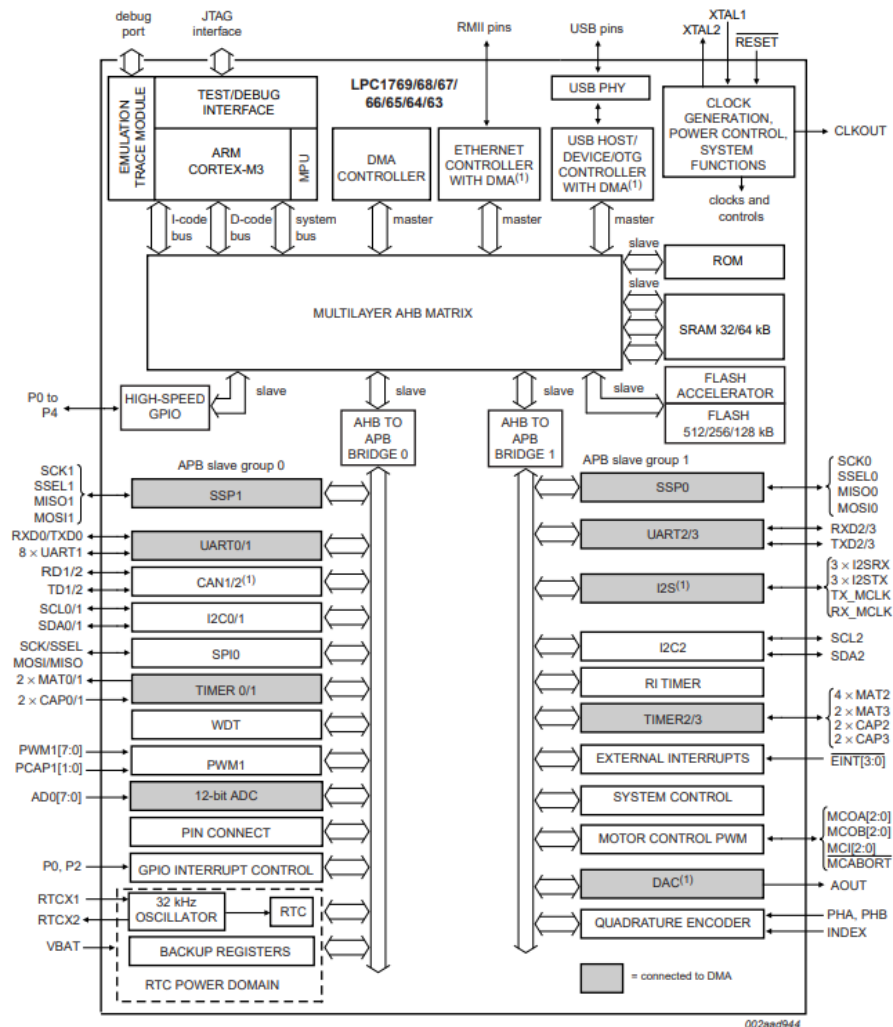 debug
port
JTAG
interface
RMII pins
USB pins
XTAL1
XTAL2
RESET
EMULATION
TRACE MODULE
TEST/DEBUG
INTERFACE
ARM
CORTEX-M3
MPU
LPC1769/68/67/
66/65/64/63
DMA
CONTROLLER
ETHERNET
CONTROLLER
WITH DMA(1)
USB PHY
USB HOST/
DEVICE/OTG
CONTROLLER
WITH DMA(1)
CLOCK
GENERATION,
POWER CONTROL,
SYSTEM
FUNCTIONS
CLKOUT
clocks and
controls
I-code
bus
D-code
bus
system
bus
master
master
master
MULTILAYER AHB MATRIX
slave
ROM
slave
SRAM 32/64 kB
P0 to
P4
HIGH-SPEED
GPIO
slave
slave
slave
slave
FLASH
ACCELERATOR
FLASH
512/256/128 kB
AHB TO
APB
BRIDGE 0
AHB TO
APB
BRIDGE 1
APB slave group 0
SCK1
SSEL1
MISO1
MOSI1
SSP1
RXD0/TXD0
8 × UART1
UART0/1
RD1/2
TD1/2
CAN1/2(1)
SCL0/1
SDA0/1
I2C0/1
SCK/SSEL
MOSI/MISO
SPI0
2 × MAT0/1
2 × CAP0/1
TIMER 0/1
WDT
PWM1[7:0]
PCAP1[1:0]
PWM1
AD0[7:0]
12-bit ADC
PIN CONNECT
P0, P2
GPIO INTERRUPT CONTROL
RTCX1
RTCX2
32 kHz
OSCILLATOR
RTC
VBAT
BACKUP REGISTERS
RTC POWER DOMAIN
APB slave group 1
SSP0
SCK0
SSEL0
MISO0
MOSI0
UART2/3
RXD2/3
TXD2/3
I2S(1)
3 × I2SRX
3 × I2STX
TX_MCLK
RX_MCLK
I2C2
SCL2
SDA2
RI TIMER
TIMER2/3
4 × MAT2
2 × MAT3
2 × CAP2
2 × CAP3
EXTERNAL INTERRUPTS
EINT[3:0]
SYSTEM CONTROL
MOTOR CONTROL PWM
MCOA[2:0]
MCOB[2:0]
MCI[2:0]
MCABORT
DAC(1)
AOUT
QUADRATURE ENCODER
PHA, PHB
INDEX
= connected to DMA
002aad944